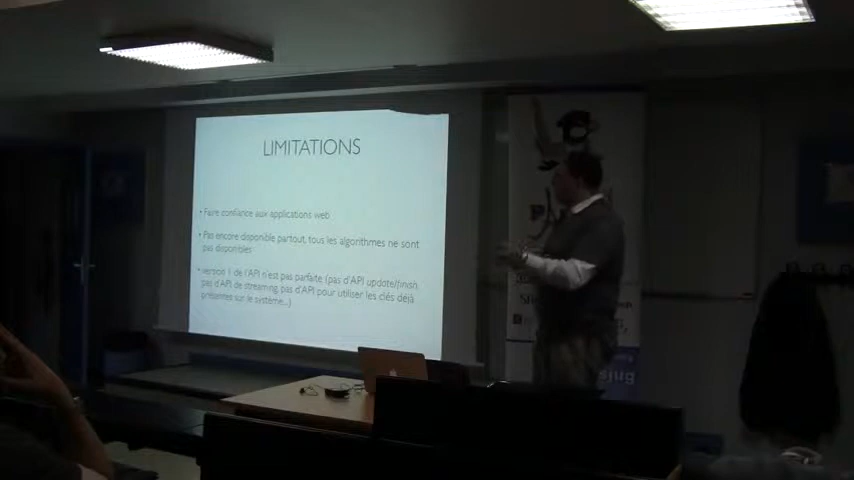 LIMITATIONS
• Faire confiance aux applications web
• Pas encore disponible partout, tous les algorithmes ne sont
pas disponibles
• version 1 de l'API n'est pas parfaite (pas d'API update/finish,
pas d'API de streaming, pas d'API pour utiliser les clés déjà
présentes sur le système...)
sjug